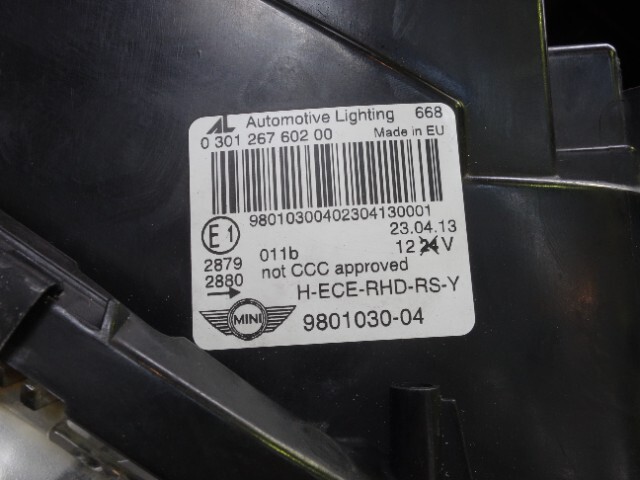 AL Automotive Lighting 668
0 301 267 602 00 Made in EU
98010300402304130001
E1 23.04.13
011b 12 24 V
2879 not CCC approved
2880 H-ECE-RHD-RS-Y
MINI 9801030-04